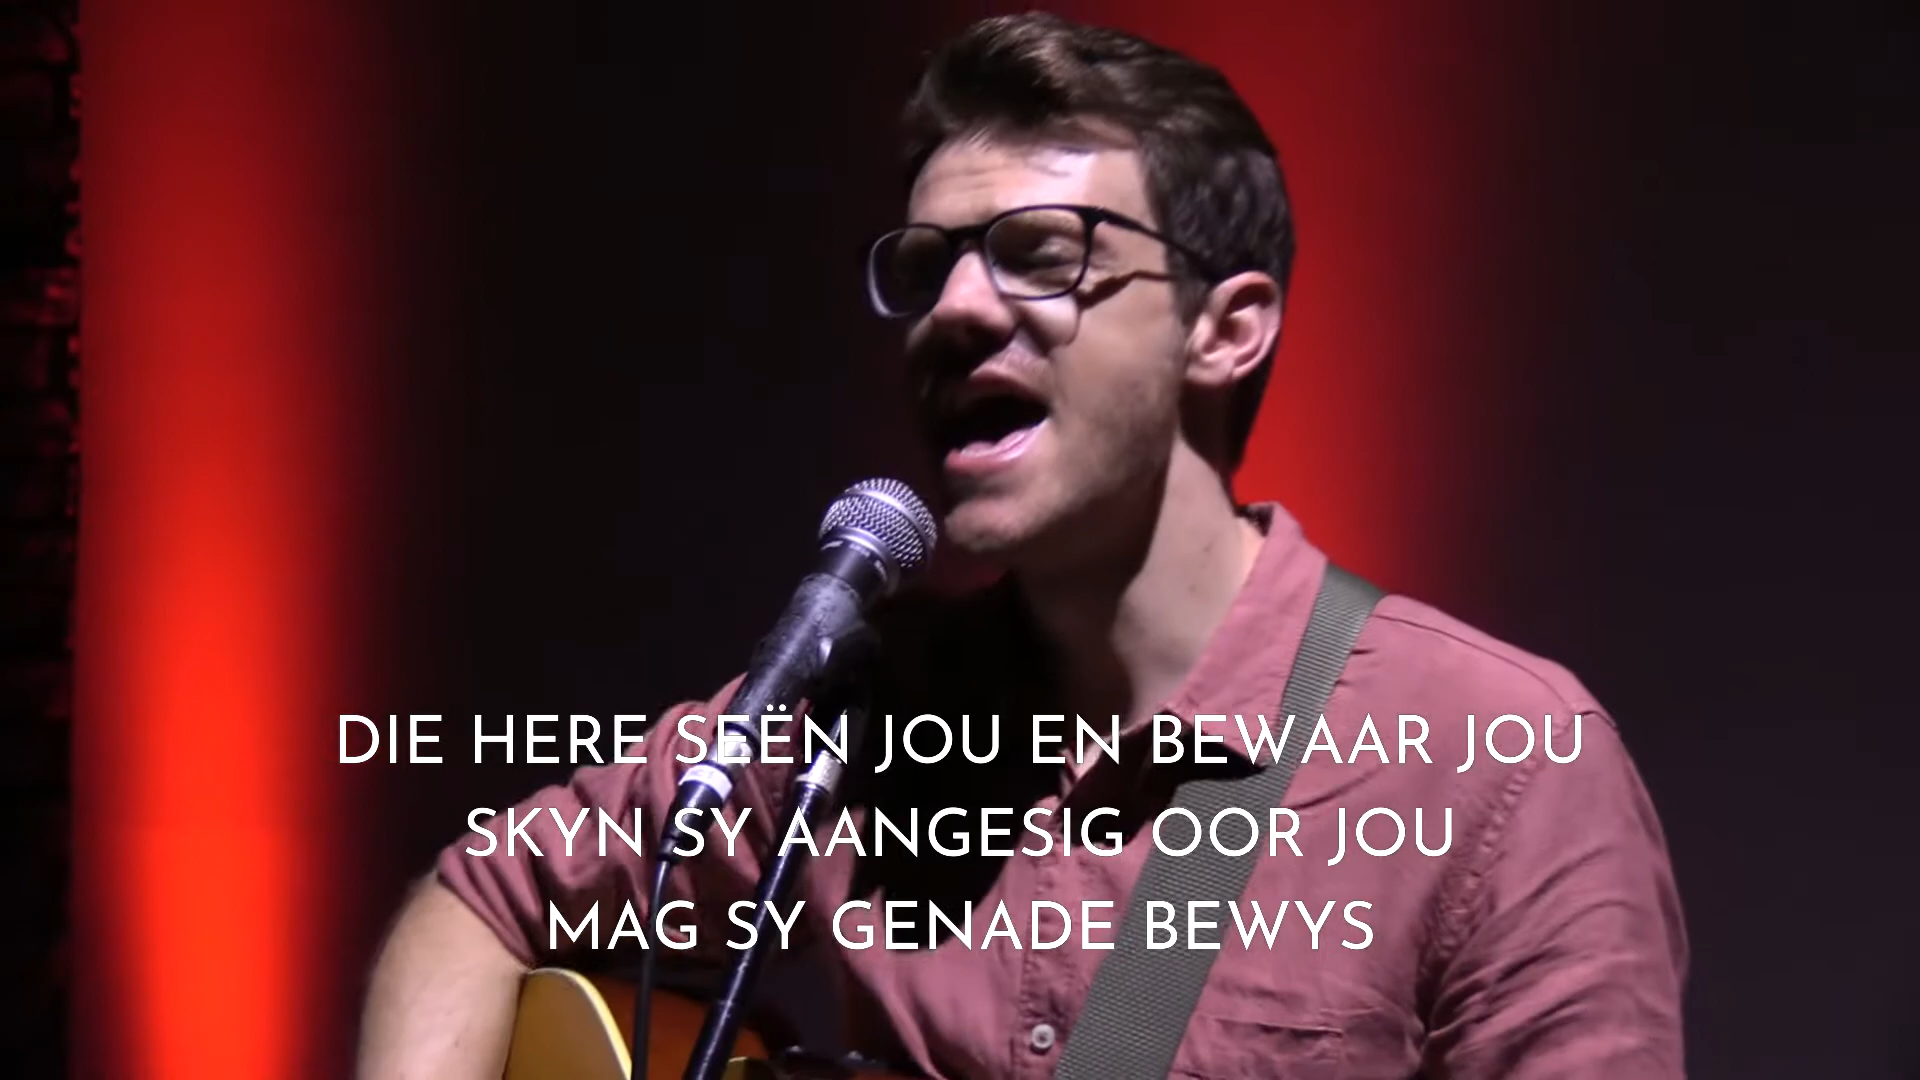 DIE HERE SEËN JOU EN BEWAAR JOU
SKYN SY AANGESIG OOR JOU
MAG SY GENADE BEWYS